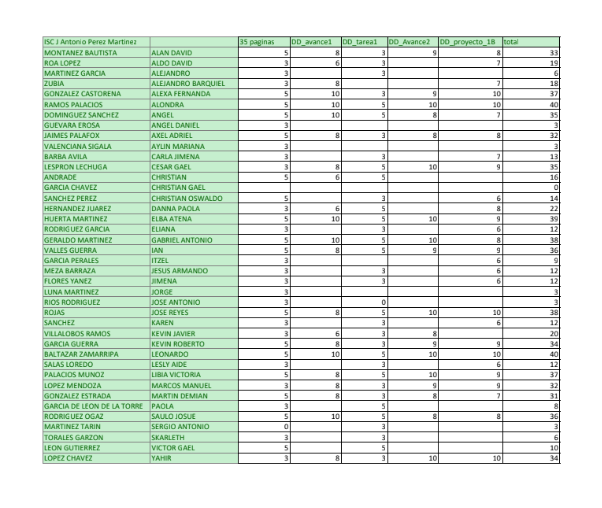 ISC J Antonio Perez Martinez 35 paginas DD_avance1 DD_tarea1 DD_Avance2 DD_proyecto_1B total
MONTANEZ BAUTISTA ALAN DAVID 5 8 3 9 8 33
ROA LOPEZ ALDO DAVID 3 6 3 7 19
MARTINEZ GARCIA ALEJANDRO 3 3 6
ZUBIA ALEJANDRO BARQUIEL 3 8 7 18
GONZALEZ CASTORENA ALEXA FERNANDA 5 10 3 9 10 37
RAMOS PALACIOS ALONDRA 5 10 5 10 10 40
DOMINGUEZ SANCHEZ ANGEL 5 10 5 8 7 35
GUEVARA EROSA ANGEL DANIEL 3 3
JAIMES PALAFOX AXEL ADRIEL 5 8 3 8 8 32
VALENCIANA SIGALA AYLIN MARIANA 3 3
BARBA AVILA CARLA JIMENA 3 3 7 13
LESPRON LECHUGA CESAR GAEL 3 8 5 10 9 35
ANDRADE CHRISTIAN 5 6 5 16
GARCIA CHAVEZ CHRISTIAN GAEL 0
SANCHEZ PEREZ CHRISTIAN OSWALDO 5 3 6 14
HERNANDEZ JUAREZ DANNA PAOLA 3 6 5 8 22
HUERTA MARTINEZ ELBA ATENA 5 10 5 10 9 39
RODRIGUEZ GARCIA ELIANA 3 3 6 12
GERALDO MARTINEZ GABRIEL ANTONIO 5 10 5 10 8 38
VALLES GUERRA IAN 5 8 5 9 9 36
GARCIA PERALES ITZEL 3 6 9
MEZA BARRAZA JESUS ARMANDO 3 3 6 12
FLORES YANEZ JIMENA 3 3 6 12
LUNA MARTINEZ JORGE 3 3
RIOS RODRIGUEZ JOSE ANTONIO 3 0 3
ROJAS JOSE REYES 5 8 5 10 10 38
SANCHEZ KAREN 3 3 6 12
VILLALOBOS RAMOS KEVIN JAVIER 3 6 3 8 20
GARCIA GUERRA KEVIN ROBERTO 5 8 3 9 9 34
BALTAZAR ZAMARRIPA LEONARDO 5 10 5 10 10 40
SALAS LOREDO LESLY AIDE 3 3 6 12
PALACIOS MUNOZ LIBIA VICTORIA 5 8 5 10 9 37
LOPEZ MENDOZA MARCOS MANUEL 3 8 3 9 9 32
GONZALEZ ESTRADA MARTIN DEMIAN 5 8 3 8 7 31
GARCIA DE LEON DE LA TORRE PAOLA 3 5 8
RODRIGUEZ OGAZ SAULO JOSUE 5 10 5 8 8 36
MARTINEZ TARIN SERGIO ANTONIO 0 3 3
TORALES GARZON SKARLETH 3 3 6
LEON GUTIERREZ VICTOR GAEL 5 5 10
LOPEZ CHAVEZ YAHIR 3 8 3 10 10 34